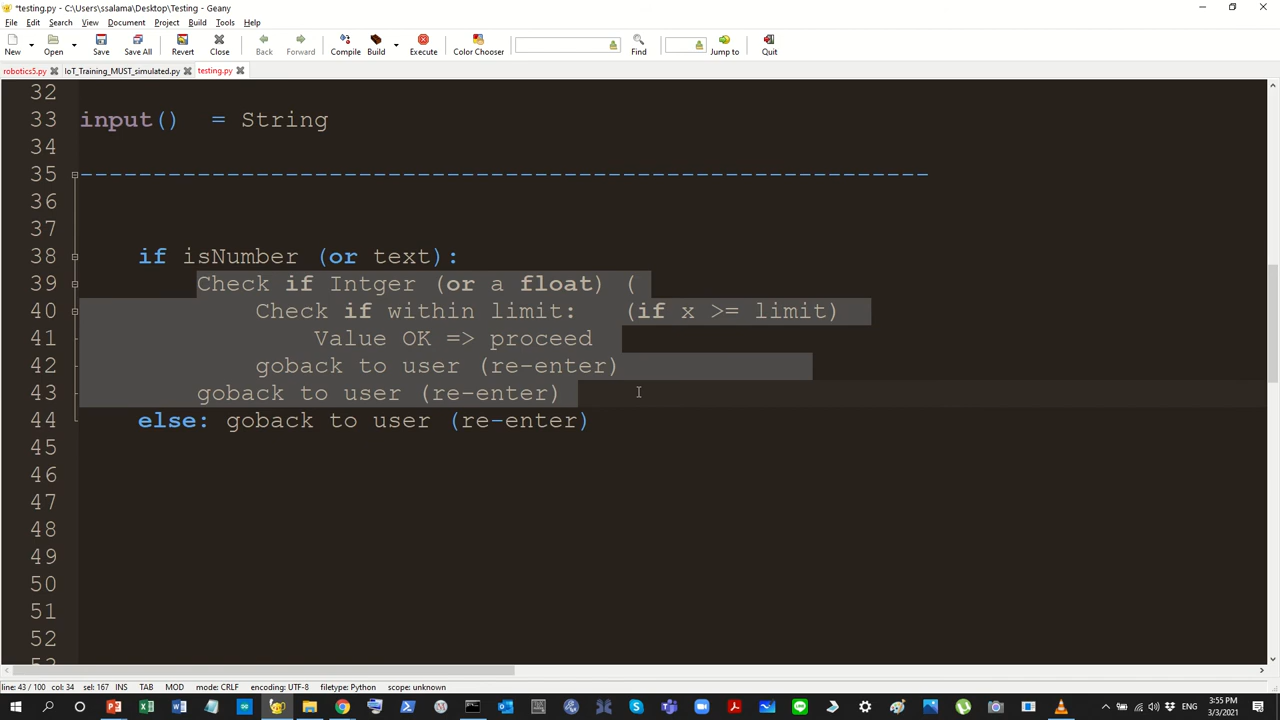 *testing.py - C:\Users\ssalama\Desktop\Testing - Geany
File Edit Search View Document Project Build Tools Help
New Open Save Save All Revert Close Back Forward Compile Build Execute Color Chooser Find Jump to Quit
robotics5.py IoT_Training_MUST_simulated.py testing.py
32
33 input() = String
34
35 ----------------------------------------------------------
36
37
38 if isNumber (or text):
39 Check if Intger (or a float) (
40 Check if within limit: (if x >= limit)
41 Value OK => proceed
42 goback to user (re-enter)
43 goback to user (re-enter)
44 else: goback to user (re-enter)
45
46
47
48
49
50
51
52
line: 43 / 100 col: 34 sel: 167 INS TAB MOD mode: CRLF encoding: UTF-8 filetype: Python scope: unknown
ENG
3:55 PM
3/3/2021